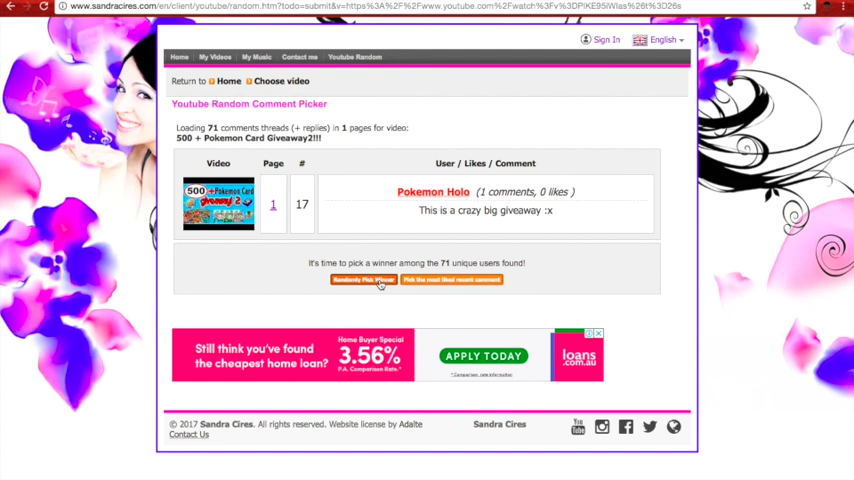 www.sandracires.com/en/client/youtube/random.htm?todo=submit&v=https%3A%2F%2Fwww.youtube.com%2Fwatch%3Fv%3DPIKE95iWlas%26t%3D26s
Sign In
English
Home
My Videos
My Music
Contact me
Youtube Random
Return to Home Choose video
Youtube Random Comment Picker
Loading 71 comments threads (+ replies) in 1 pages for video:
500 + Pokemon Card Giveaway2!!!
Video
Page
#
User / Likes / Comment
500 +Pokemon Card
giveaway 2
1
17
Pokemon Holo (1 comments, 0 likes )
This is a crazy big giveaway :x
It's time to pick a winner among the 71 unique users found!
Randomly Pick Winner
Pick the most liked recent comment
Still think you've found
the cheapest home loan?
Home Buyer Special
3.56%
P.A. Comparison Rate.*
APPLY TODAY
*Comparison rate information
loans
.com.au
© 2017 Sandra Cires. All rights reserved. Website license by Adalte
Contact Us
Sandra Cires
You
Tube